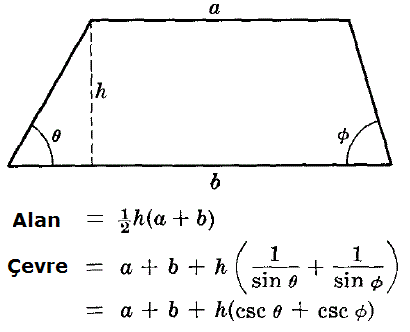 a
h
θ
ϕ
b
Alan = ½h(a + b)
Çevre = a + b + h(1/sin θ + 1/sin ϕ)
= a + b + h(csc θ + csc ϕ)